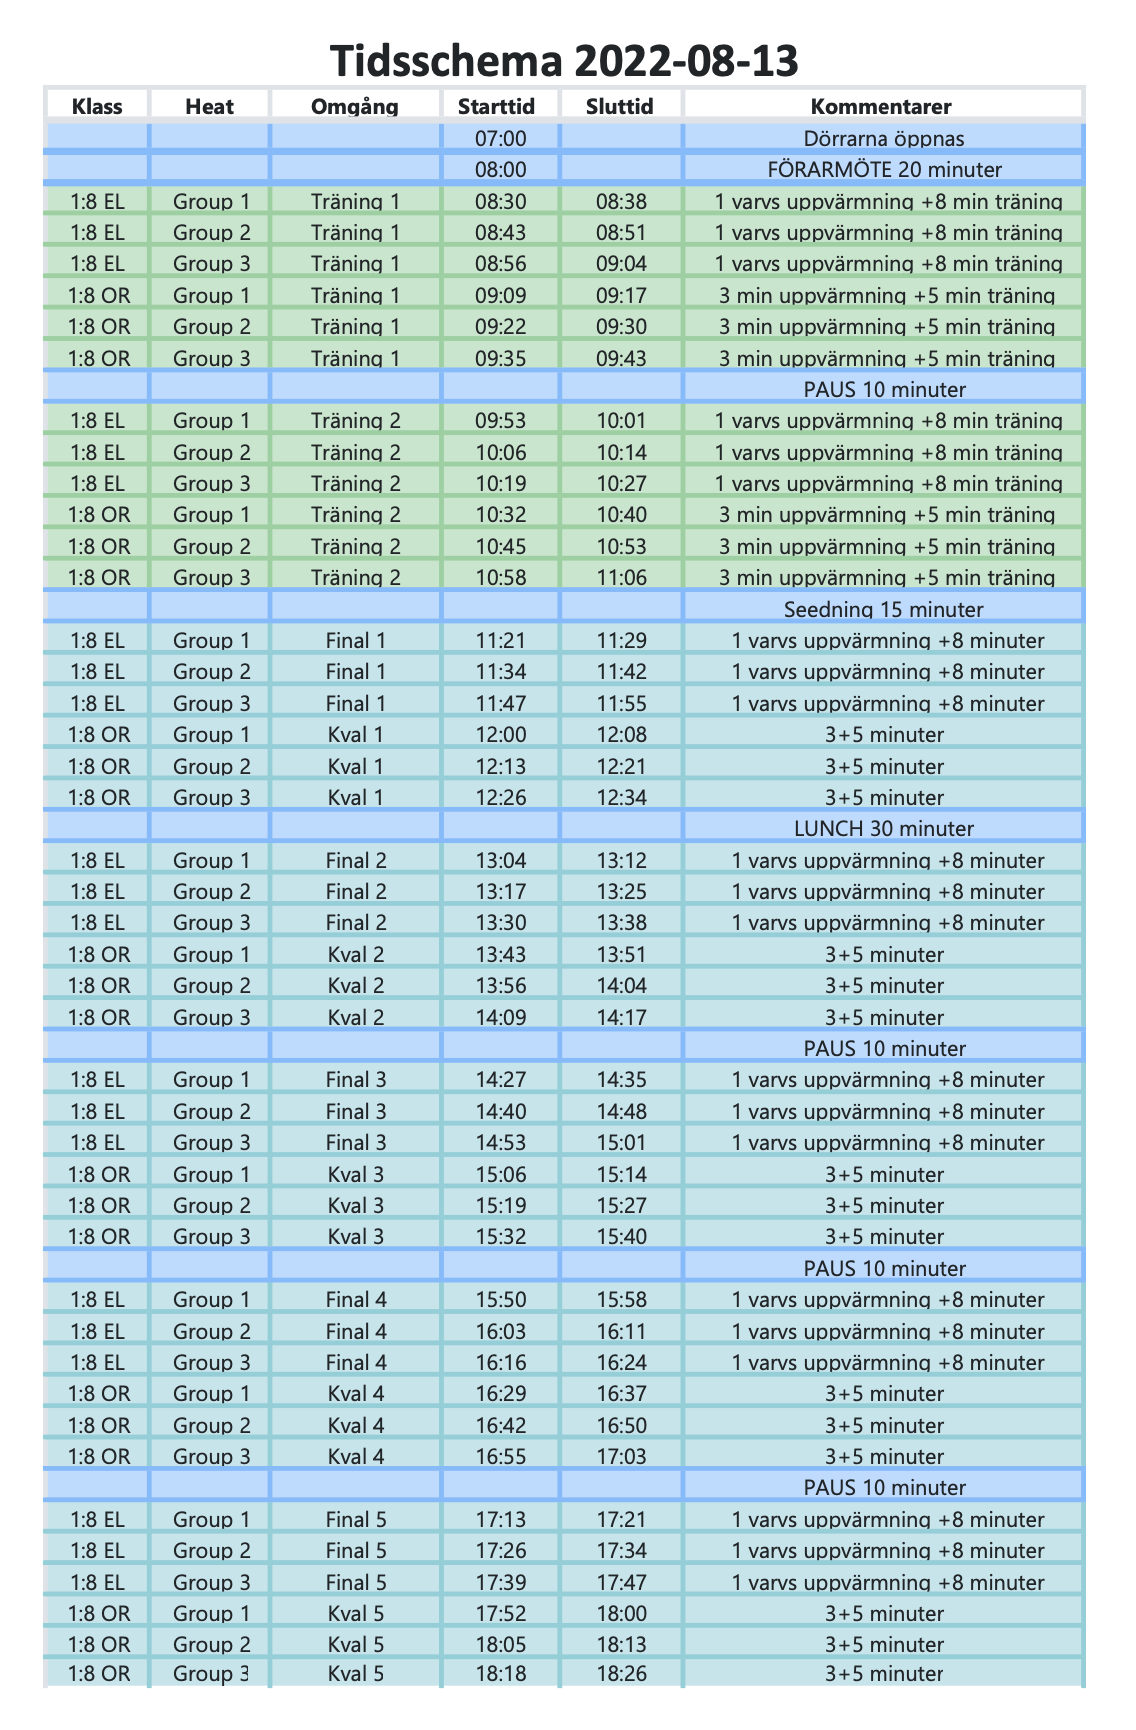 Tidsschema 2022-08-13
Klass Heat Omgång Starttid Sluttid Kommentarer
07:00 Dörrarna öppnas
08:00 FÖRARMÖTE 20 minuter
1:8 EL Group 1 Träning 1 08:30 08:38 1 varvs uppvärmning +8 min träning
1:8 EL Group 2 Träning 1 08:43 08:51 1 varvs uppvärmning +8 min träning
1:8 EL Group 3 Träning 1 08:56 09:04 1 varvs uppvärmning +8 min träning
1:8 OR Group 1 Träning 1 09:09 09:17 3 min uppvärmning +5 min träning
1:8 OR Group 2 Träning 1 09:22 09:30 3 min uppvärmning +5 min träning
1:8 OR Group 3 Träning 1 09:35 09:43 3 min uppvärmning +5 min träning
PAUS 10 minuter
1:8 EL Group 1 Träning 2 09:53 10:01 1 varvs uppvärmning +8 min träning
1:8 EL Group 2 Träning 2 10:06 10:14 1 varvs uppvärmning +8 min träning
1:8 EL Group 3 Träning 2 10:19 10:27 1 varvs uppvärmning +8 min träning
1:8 OR Group 1 Träning 2 10:32 10:40 3 min uppvärmning +5 min träning
1:8 OR Group 2 Träning 2 10:45 10:53 3 min uppvärmning +5 min träning
1:8 OR Group 3 Träning 2 10:58 11:06 3 min uppvärmning +5 min träning
Seedning 15 minuter
1:8 EL Group 1 Final 1 11:21 11:29 1 varvs uppvärmning +8 minuter
1:8 EL Group 2 Final 1 11:34 11:42 1 varvs uppvärmning +8 minuter
1:8 EL Group 3 Final 1 11:47 11:55 1 varvs uppvärmning +8 minuter
1:8 OR Group 1 Kval 1 12:00 12:08 3+5 minuter
1:8 OR Group 2 Kval 1 12:13 12:21 3+5 minuter
1:8 OR Group 3 Kval 1 12:26 12:34 3+5 minuter
LUNCH 30 minuter
1:8 EL Group 1 Final 2 13:04 13:12 1 varvs uppvärmning +8 minuter
1:8 EL Group 2 Final 2 13:17 13:25 1 varvs uppvärmning +8 minuter
1:8 EL Group 3 Final 2 13:30 13:38 1 varvs uppvärmning +8 minuter
1:8 OR Group 1 Kval 2 13:43 13:51 3+5 minuter
1:8 OR Group 2 Kval 2 13:56 14:04 3+5 minuter
1:8 OR Group 3 Kval 2 14:09 14:17 3+5 minuter
PAUS 10 minuter
1:8 EL Group 1 Final 3 14:27 14:35 1 varvs uppvärmning +8 minuter
1:8 EL Group 2 Final 3 14:40 14:48 1 varvs uppvärmning +8 minuter
1:8 EL Group 3 Final 3 14:53 15:01 1 varvs uppvärmning +8 minuter
1:8 OR Group 1 Kval 3 15:06 15:14 3+5 minuter
1:8 OR Group 2 Kval 3 15:19 15:27 3+5 minuter
1:8 OR Group 3 Kval 3 15:32 15:40 3+5 minuter
PAUS 10 minuter
1:8 EL Group 1 Final 4 15:50 15:58 1 varvs uppvärmning +8 minuter
1:8 EL Group 2 Final 4 16:03 16:11 1 varvs uppvärmning +8 minuter
1:8 EL Group 3 Final 4 16:16 16:24 1 varvs uppvärmning +8 minuter
1:8 OR Group 1 Kval 4 16:29 16:37 3+5 minuter
1:8 OR Group 2 Kval 4 16:42 16:50 3+5 minuter
1:8 OR Group 3 Kval 4 16:55 17:03 3+5 minuter
PAUS 10 minuter
1:8 EL Group 1 Final 5 17:13 17:21 1 varvs uppvärmning +8 minuter
1:8 EL Group 2 Final 5 17:26 17:34 1 varvs uppvärmning +8 minuter
1:8 EL Group 3 Final 5 17:39 17:47 1 varvs uppvärmning +8 minuter
1:8 OR Group 1 Kval 5 17:52 18:00 3+5 minuter
1:8 OR Group 2 Kval 5 18:05 18:13 3+5 minuter
1:8 OR Group 3 Kval 5 18:18 18:26 3+5 minuter